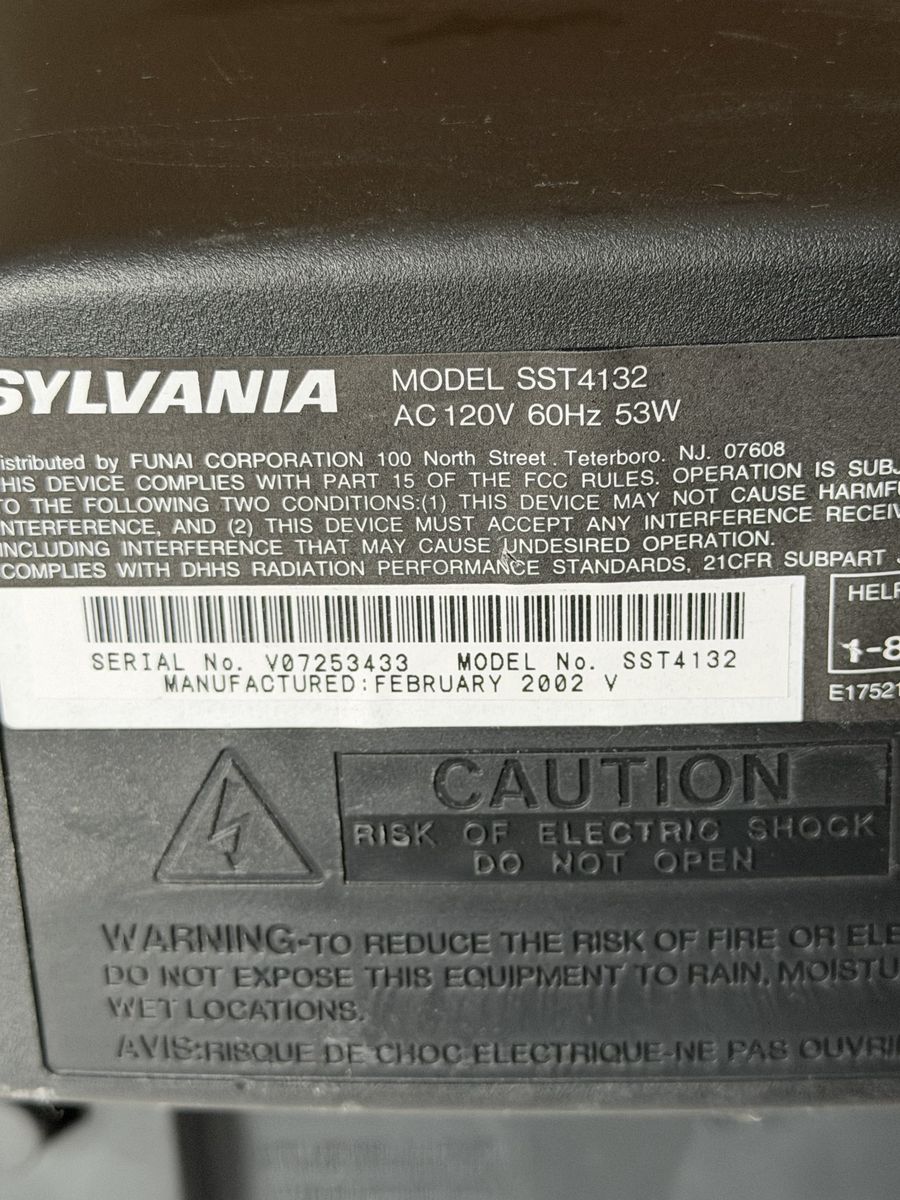 SYLVANIA
MODEL SST4132
AC 120V 60Hz 53W
istributed by FUNAI CORPORATION 100 North Street. Teterboro. NJ. 07608
HIS DEVICE COMPLIES WITH PART 15 OF THE FCC RULES. OPERATION IS SUBJ
TO THE FOLLOWING TWO CONDITIONS:(1) THIS DEVICE MAY NOT CAUSE HARMFU
NTERFERENCE, AND (2) THIS DEVICE MUST ACCEPT ANY INTERFERENCE RECEIV
INCLUDING INTERFERENCE THAT MAY CAUSE UNDESIRED OPERATION.
COMPLIES WITH DHHS RADIATION PERFORMANCE STANDARDS, 21CFR SUBPART J
HELP
1-8
E17521
SERIAL No. V07253433 MODEL No. SST4132
MANUFACTURED:FEBRUARY 2002 V
CAUTION
RISK OF ELECTRIC SHOCK
DO NOT OPEN
WARNING-TO REDUCE THE RISK OF FIRE OR ELE
DO NOT EXPOSE THIS EQUIPMENT TO RAIN, MOISTU
WET LOCATIONS.
AVIS:RISQUE DE CHOC ELECTRIQUE-NE PAS OUVRI